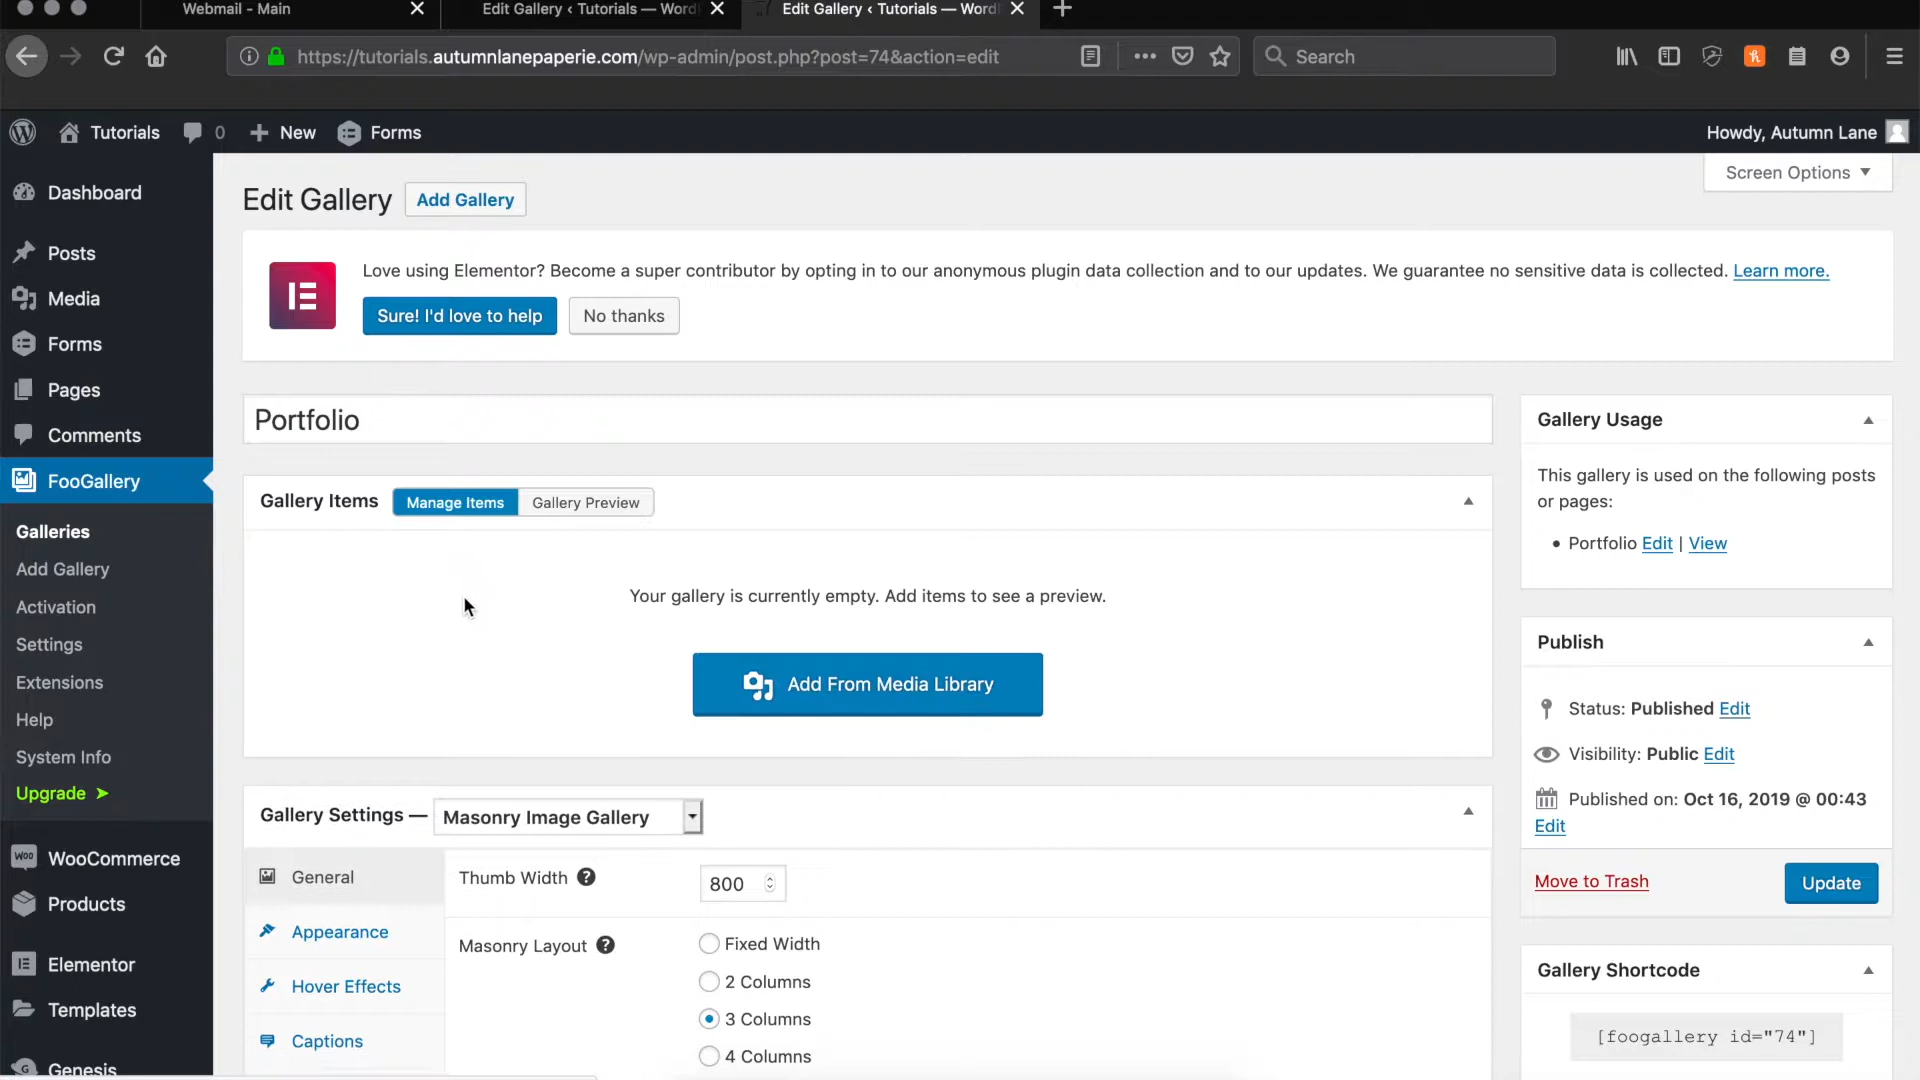 Webmail - Main
Edit Gallery ‹ Tutorials — Word
Edit Gallery ‹ Tutorials — Word
https://tutorials.autumnlanepaperie.com/wp-admin/post.php?post=74&action=edit
Search
Tutorials
0
New
Forms
Howdy, Autumn Lane
Screen Options
Dashboard
Posts
Media
Forms
Pages
Comments
FooGallery
Galleries
Add Gallery
Activation
Settings
Extensions
Help
System Info
Upgrade ➤
WOO
WooCommerce
Products
Elementor
Templates
Genesis
Edit Gallery
Add Gallery
Love using Elementor? Become a super contributor by opting in to our anonymous plugin data collection and to our updates. We guarantee no sensitive data is collected. Learn more.
Sure! I'd love to help
No thanks
Portfolio
Gallery Items
Manage Items
Gallery Preview
Your gallery is currently empty. Add items to see a preview.
Add From Media Library
Gallery Settings —
Masonry Image Gallery
General
Appearance
Hover Effects
Captions
Thumb Width
800
Masonry Layout
Fixed Width
2 Columns
3 Columns
4 Columns
Gallery Usage
This gallery is used on the following posts
or pages:
• Portfolio Edit | View
Publish
Status: Published Edit
Visibility: Public Edit
Published on: Oct 16, 2019 @ 00:43
Edit
Move to Trash
Update
Gallery Shortcode
[foogallery id="74"]